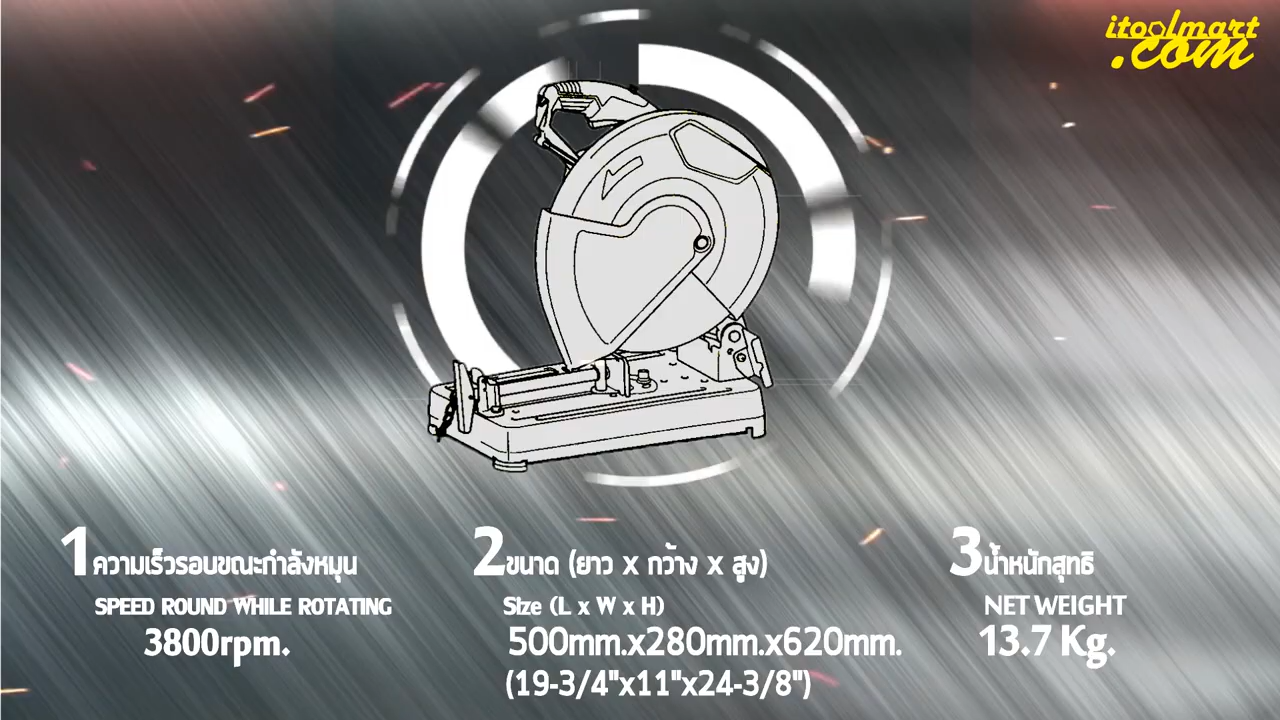 itoolmart
.com
1 ความเร็วรอบขณะกำลังหมุน
SPEED ROUND WHILE ROTATING
3800rpm.
2 ขนาด (ยาว x กว้าง x สูง)
Size (L x W x H)
500mm.x280mm.x620mm.
(19-3/4"x11"x24-3/8")
3 น้ำหนักสุทธิ
NET WEIGHT
13.7 Kg.